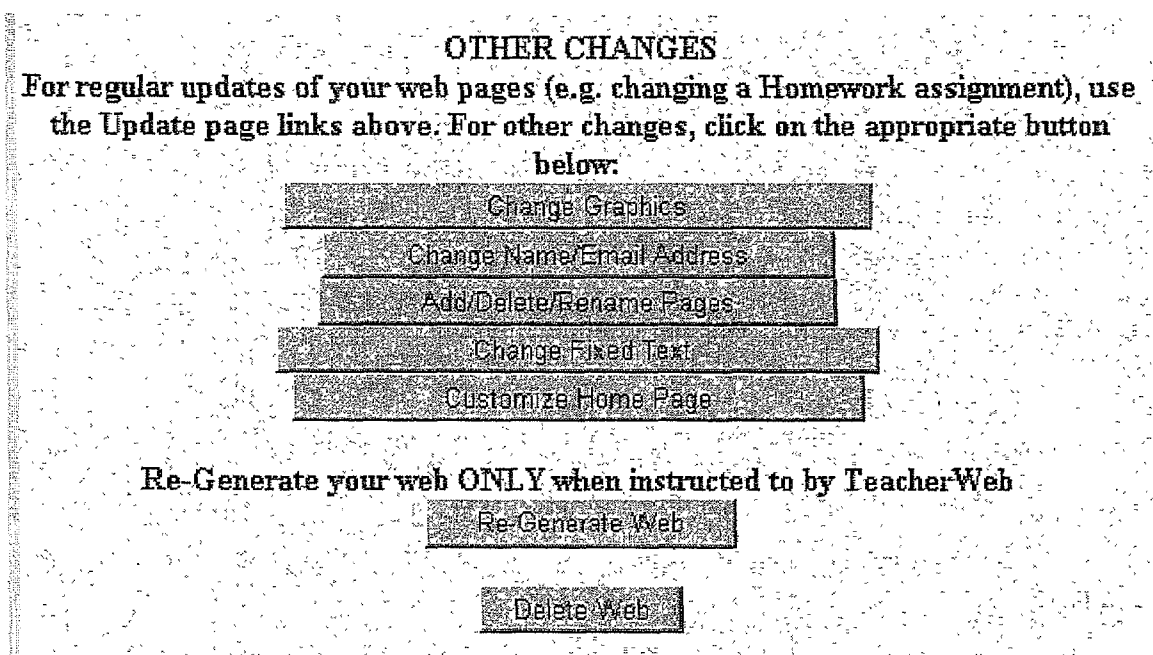 OTHER CHANGES
For regular updates of your web pages (e.g. changing a Homework assignment), use
the Update page links above. For other changes, click on the appropriate button
below:
Change Graphics
Change Name/Email Address
Add/Delete/Rename Pages
Change Fixed Text
Customize Home Page
Re-Generate your web ONLY when instructed to by TeacherWeb
Re-Generate Web
Delete Web